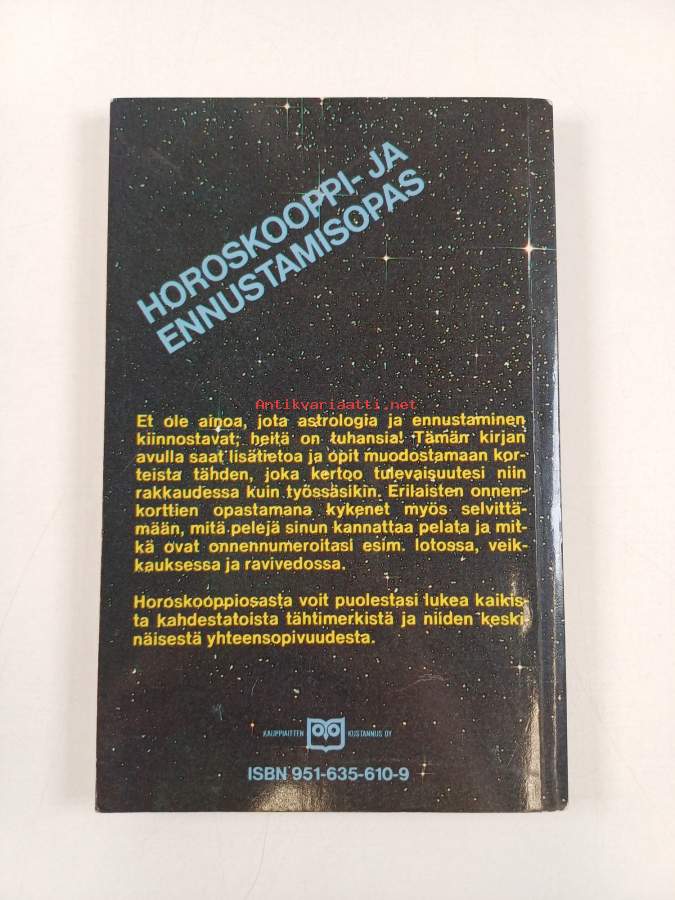 HOROSKOOPPI- JA
ENNUSTAMISOPAS
Antikvariaatti.net
Et ole ainoa, jota astrologia ja ennustaminen
kiinnostavat; heitä on tuhansia! Tämän kirjan
avulla saat lisätietoa ja opit muodostamaan kor-
teista tähden, joka kertoo tulevaisuutesi niin
rakkaudessa kuin työssäsikin. Erilaisten onnen-
korttien opastamana kykenet myös selvittä-
mään, mitä pelejä sinun kannattaa pelata ja mit-
kä ovat onnennumeroitasi esim. lotossa, veik-
kauksessa ja ravivedossa.
Horoskooppiosasta voit puolestasi lukea kaikis-
ta kahdestatoista tähtimerkistä ja niiden keski-
näisestä yhteensopivuudesta.
KAUPPIAITTEN KUSTANNUS OY
ISBN 951-635-610-9